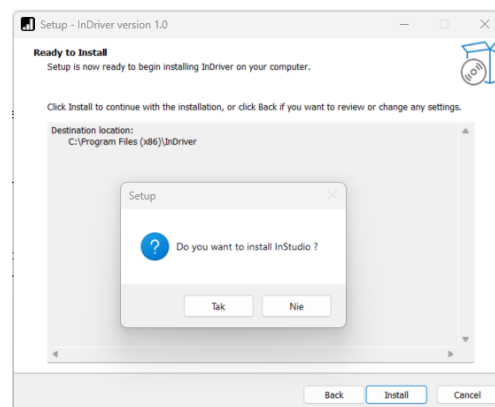 Setup - InDriver version 1.0
Ready to Install
Setup is now ready to begin installing InDriver on your computer.
Click Install to continue with the installation, or click Back if you want to review or change any settings.
Destination location:
C:\Program Files (x86)\InDriver
Setup
Do you want to install InStudio ?
Tak
Nie
Back
Install
Cancel